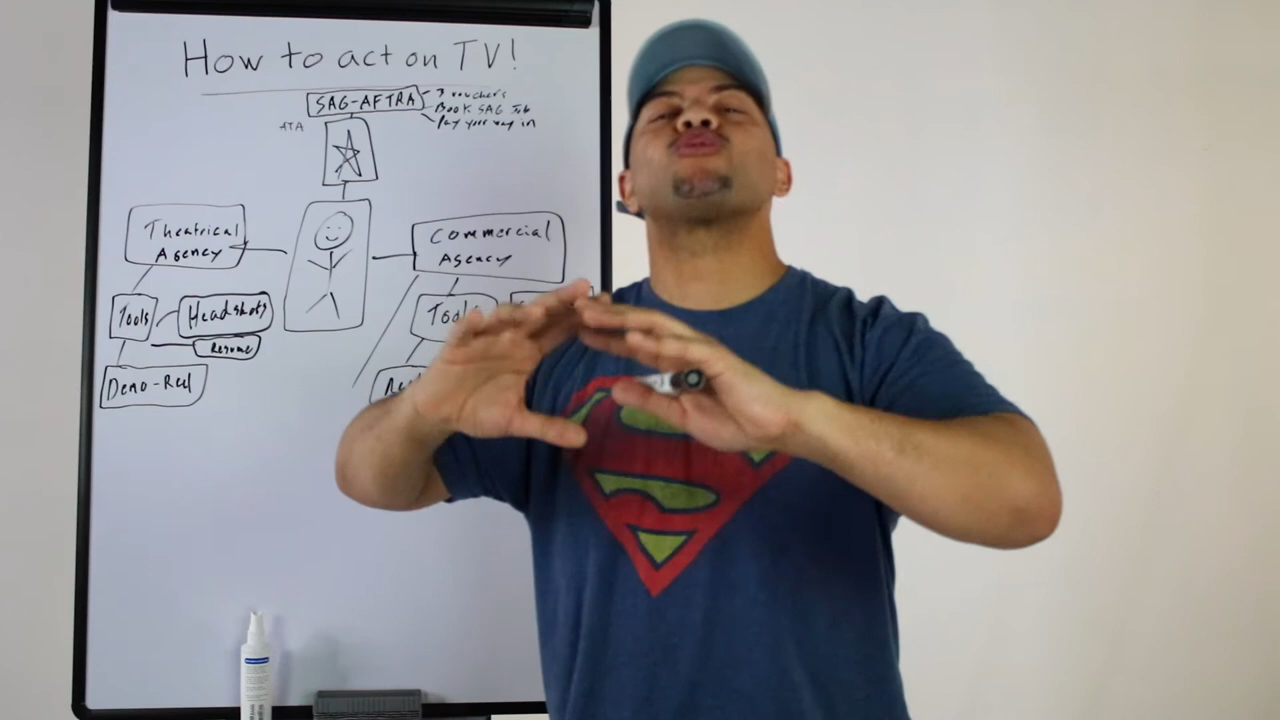 How to act on TV!
SAG-AFTRA
3 vouchers
Book SAG Job
Pay your way in
ATA
Theatrical
Agency
Commercial
Agency
Tools
Headshots
Resume
Demo-Reel